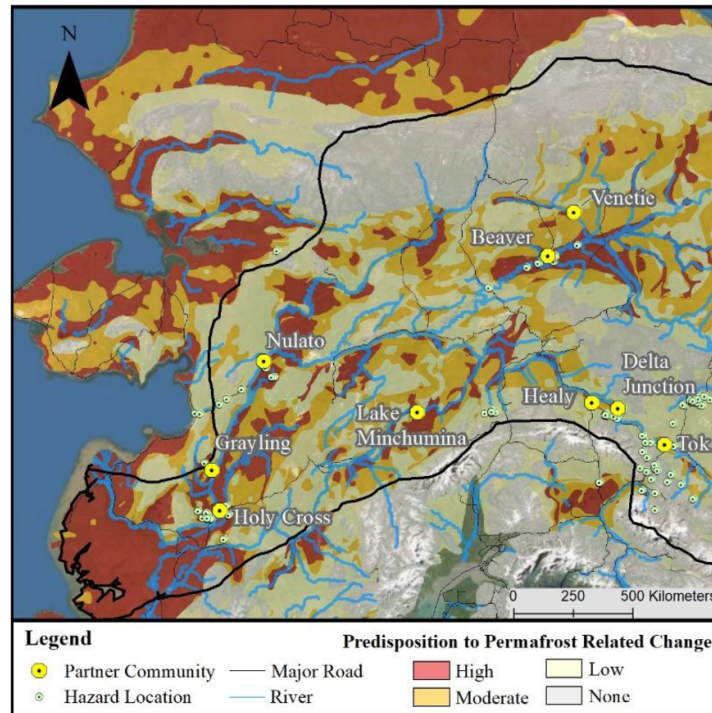 N
Venetie
Beaver
Nulato
Delta
Junction
Healy
Lake
Minchumina
Tok
Grayling
Holy Cross
0 250 500 Kilometers
Legend
Predisposition to Permafrost Related Change
Partner Community
Major Road
High
Low
Hazard Location
River
Moderate
None